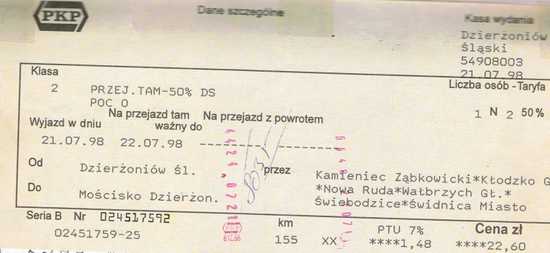 PKP
Dane szczególne
Kasa wydania
Dzierżoniów
Śląski
54908003
21.07.98
Klasa
Liczba osób - Taryfa
2 PRZEJ.TAM-50% DS
POC O
1 N 2 50%
Wyjazd w dniu
Na przejazd tam ważny do
Na przejazd z powrotem
21.07.98 22.07.98
Od Dzierżoniów śl.
przez
Kamieniec Ząbkowicki*Kłodzko G
Do Mościsko Dzierżon.
*Nowa Ruda*Wałbrzych Gł.*
Świebodzice*Świdnica Miasto
Seria B Nr 024517592
km
PTU 7%
Cena zł
02451759-25
155 XX
****1,48
****22,60